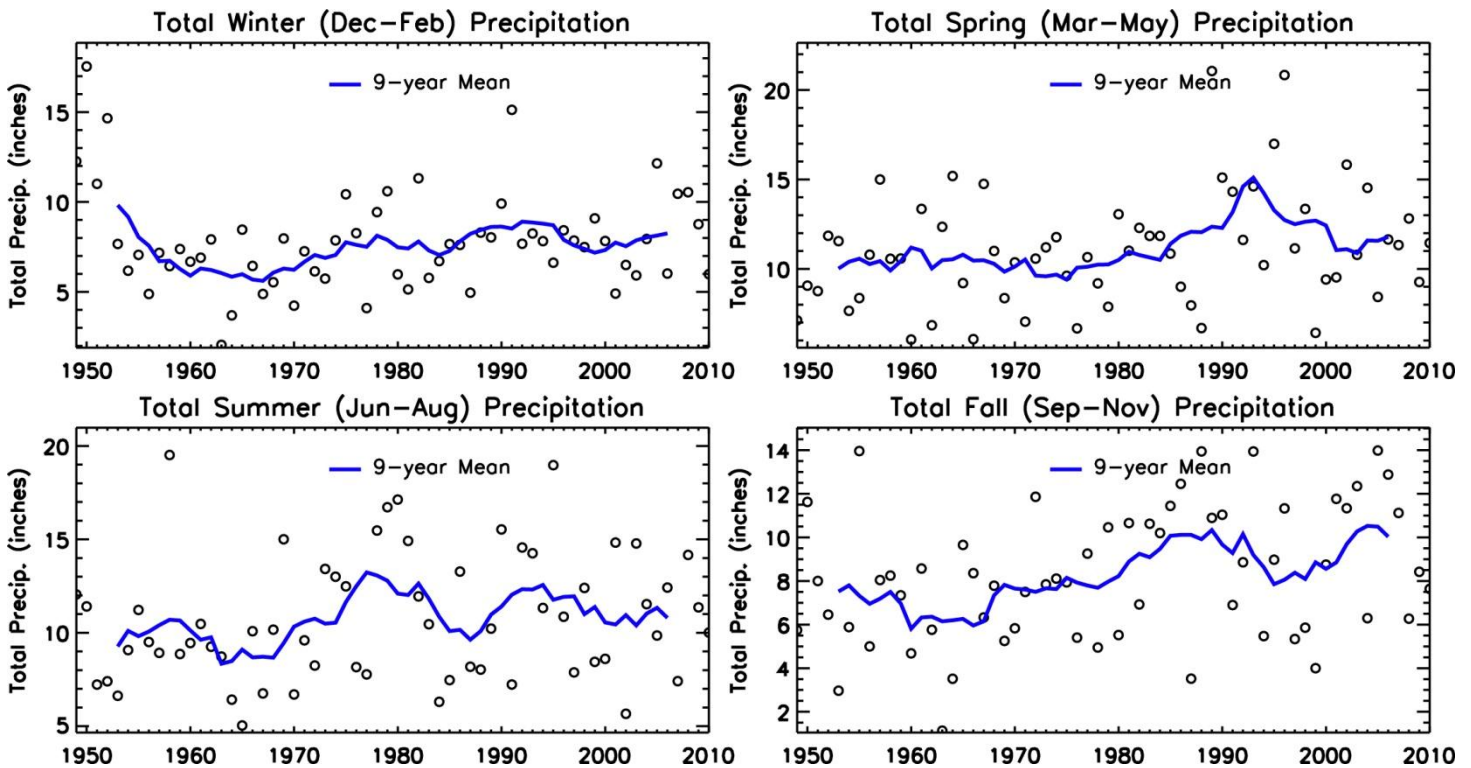 Total Winter (Dec–Feb) Precipitation
Total Precip. (inches)
15
10
5
9-year Mean
1950 1960 1970 1980 1990 2000 2010
Total Spring (Mar–May) Precipitation
Total Precip. (inches)
20
15
10
9-year Mean
1950 1960 1970 1980 1990 2000 2010
Total Summer (Jun–Aug) Precipitation
Total Precip. (inches)
20
15
10
5
9-year Mean
1950 1960 1970 1980 1990 2000 2010
Total Fall (Sep–Nov) Precipitation
Total Precip. (inches)
14
12
10
8
6
4
2
9-year Mean
1950 1960 1970 1980 1990 2000 2010